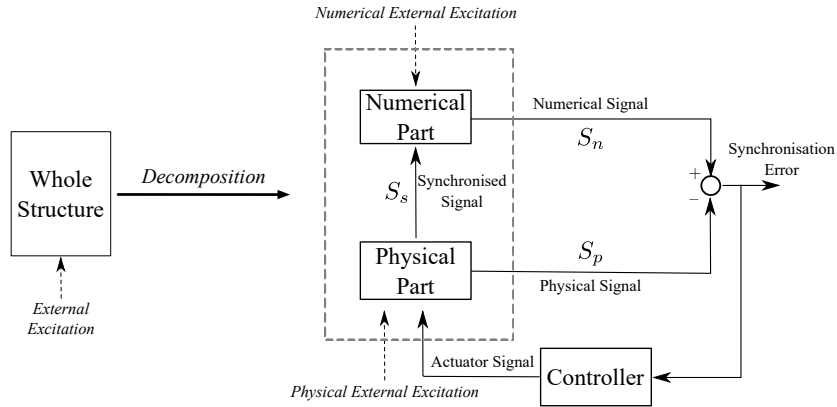 Numerical External Excitation
Whole
Structure
External
Excitation
Decomposition
Numerical
Part
Numerical Signal
S_n
S_s
Synchronised
Signal
Physical
Part
S_p
Physical Signal
+
−
Synchronisation
Error
Actuator Signal
Controller
Physical External Excitation